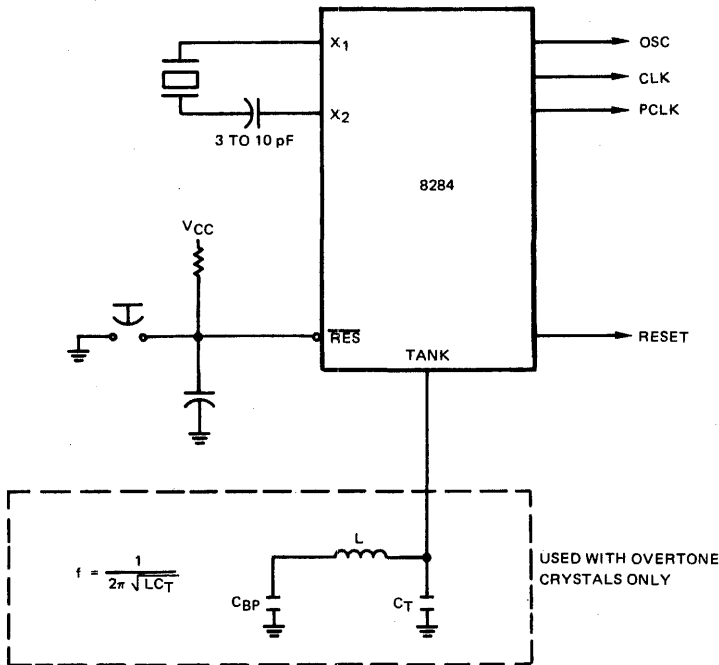 X1
OSC
CLK
X2
PCLK
3 TO 10 pF
8284
VCC
RES
RESET
TANK
L
f = 1 / 2π √LCT
USED WITH OVERTONE
CRYSTALS ONLY
CBP
CT